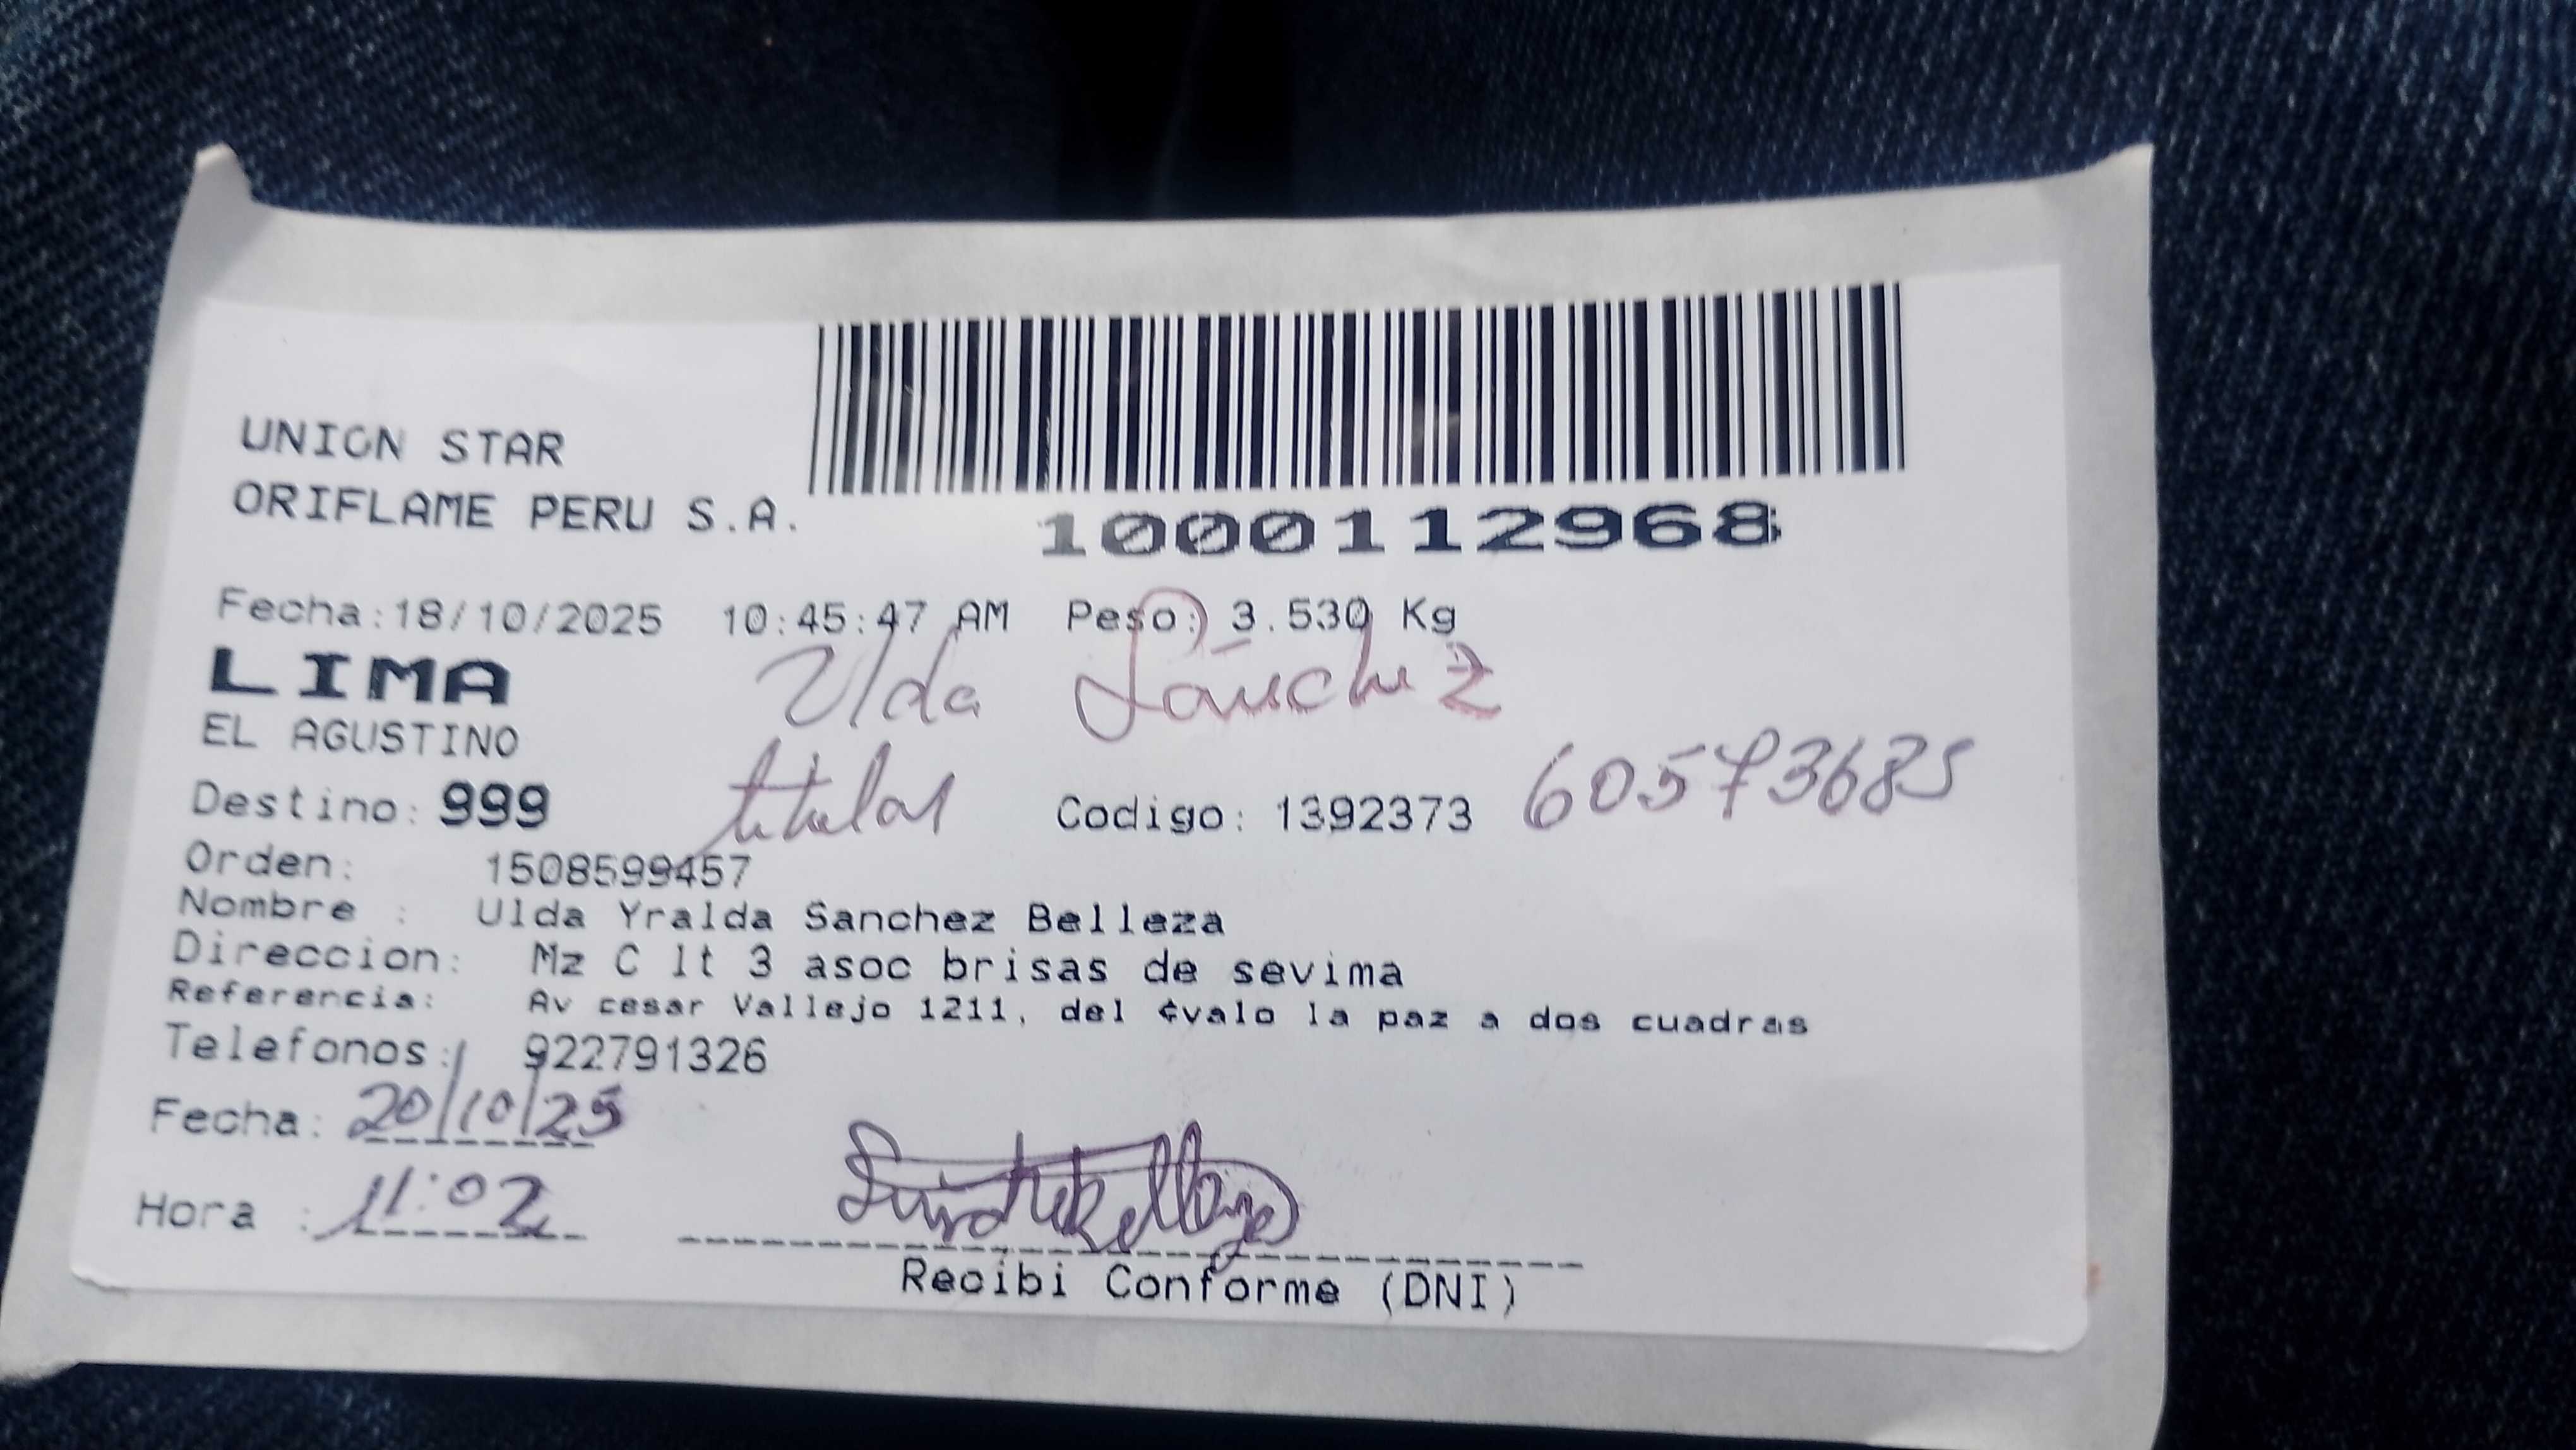 UNION STAR
ORIFLAME PERU S.A.
1000112968
Fecha:18/10/2025 10:45:47 AM Peso: 3.530 Kg
LIMA
Ulda Sánchez
EL AGUSTINO
Destino: 999
titular
Codigo: 1392373
60573685
Orden: 1508599457
Nombre : Ulda Yralda Sanchez Belleza
Direccion: Mz C lt 3 asoc brisas de sevima
Referencia: Av cesar Vallejo 1211, del ¢valo la paz a dos cuadras
Telefonos: 922791326
Fecha: 20/10/25
Hora : 11:02
Recibi Conforme (DNI)